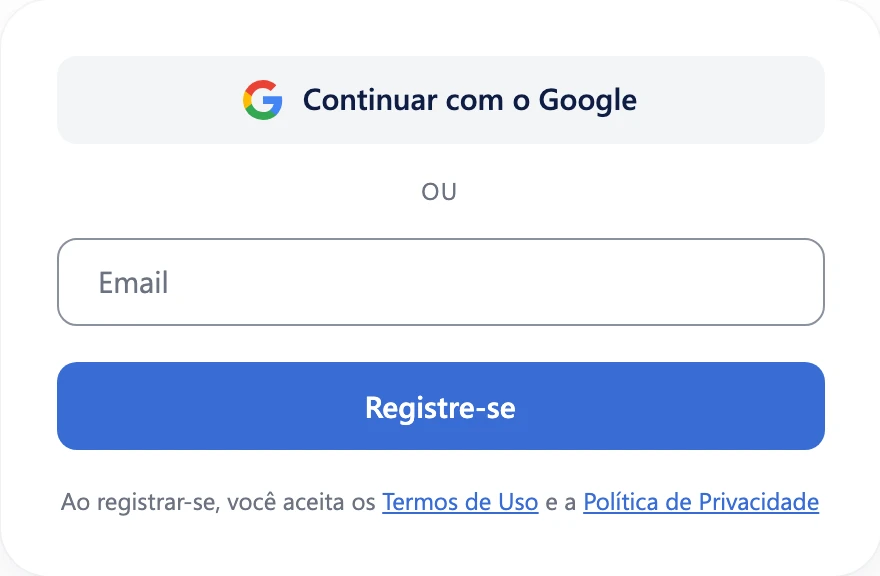 Continuar com o Google
OU
Email
Registre-se
Ao registrar-se, você aceita os Termos de Uso e a Política de Privacidade